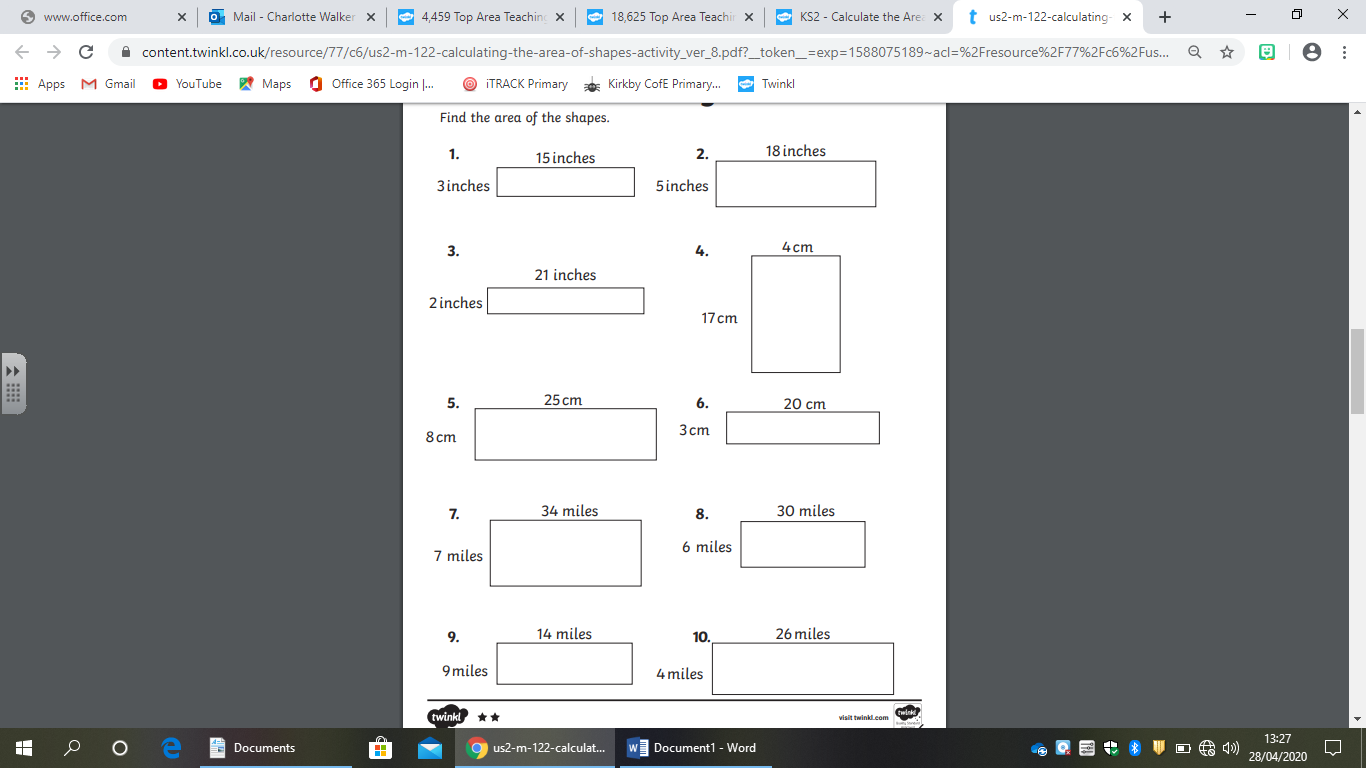 www.office.com
Mail - Charlotte Walker
4,459 Top Area Teaching
18,625 Top Area Teachin
KS2 - Calculate the Area
us2-m-122-calculating-
content.twinkl.co.uk/resource/77/c6/us2-m-122-calculating-the-area-of-shapes-activity_ver_8.pdf?__token__=exp=1588075189~acl=%2Fresource%2F77%2Fc6%2Fus...
Apps
Gmail
YouTube
Maps
Office 365 Login |...
iTRACK Primary
Kirkby CofE Primary...
Twinkl
Find the area of the shapes.
1.
15 inches
3 inches
2.
18 inches
5 inches
3.
21 inches
2 inches
4.
4 cm
17 cm
5.
25 cm
8 cm
6.
20 cm
3 cm
7.
34 miles
7 miles
8.
30 miles
6 miles
9.
14 miles
9 miles
10.
26 miles
4 miles
twinkl
visit twinkl.com
twinkl
Documents
us2-m-122-calculat...
Document1 - Word
13:27
28/04/2020